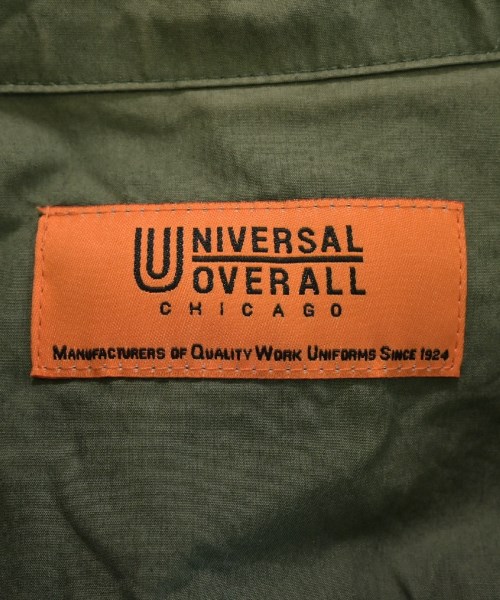 UNIVERSAL
OVERALL
CHICAGO
MANUFACTURERS OF QUALITY WORK UNIFORMS SINCE 1924